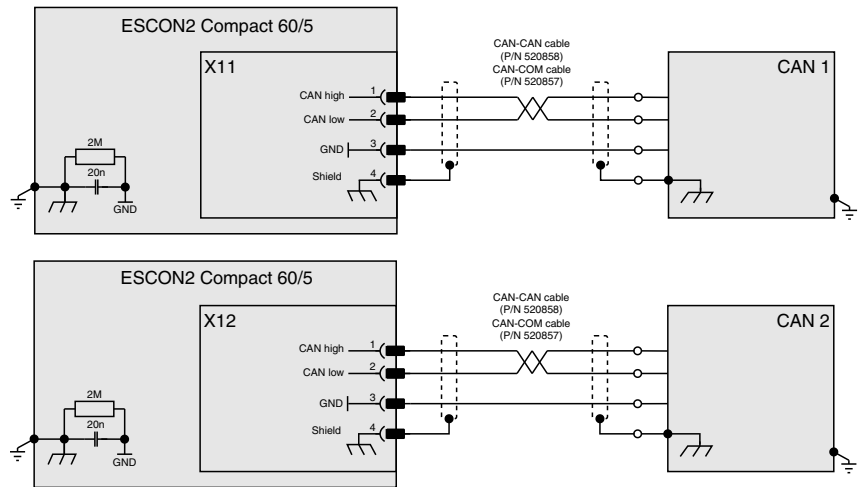 ESCON2 Compact 60/5
X11
CAN high 1
CAN low 2
GND 3
Shield 4
2M
20n
GND
CAN-CAN cable
(P/N 520858)
CAN-COM cable
(P/N 520857)
CAN 1
ESCON2 Compact 60/5
X12
CAN high 1
CAN low 2
GND 3
Shield 4
2M
20n
GND
CAN-CAN cable
(P/N 520858)
CAN-COM cable
(P/N 520857)
CAN 2